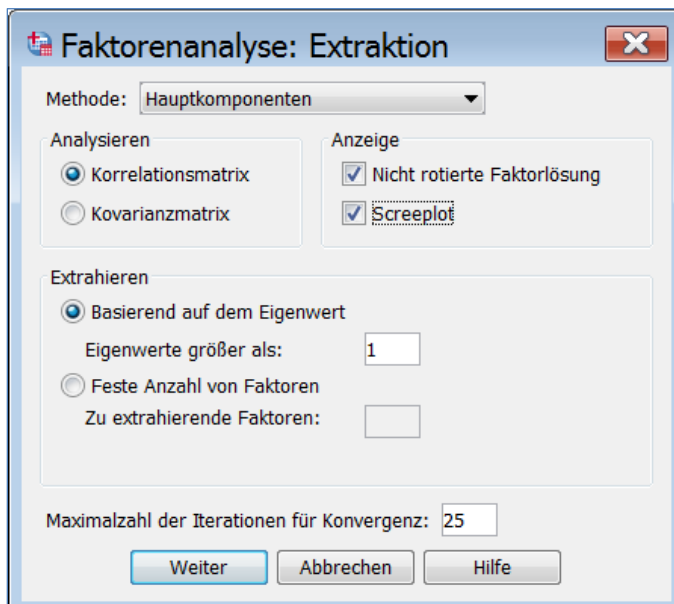 Faktorenanalyse: Extraktion
Methode: Hauptkomponenten
Analysieren
Korrelationsmatrix
Kovarianzmatrix
Anzeige
Nicht rotierte Faktorlösung
Screeplot
Extrahieren
Basierend auf dem Eigenwert
Eigenwerte größer als: 1
Feste Anzahl von Faktoren
Zu extrahierende Faktoren:
Maximalzahl der Iterationen für Konvergenz: 25
Weiter Abbrechen Hilfe